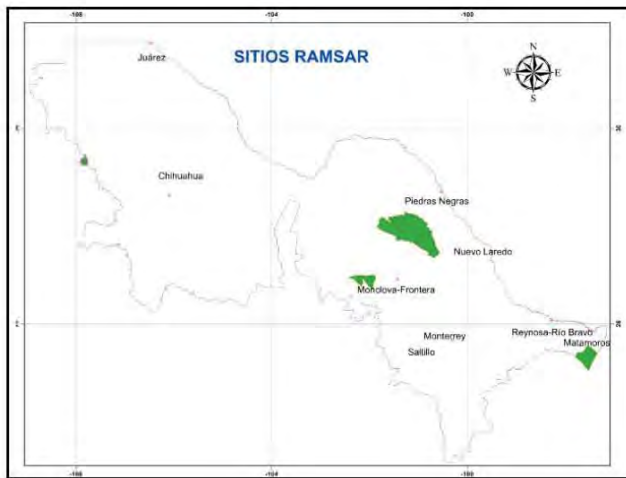 -104
-100
SITIOS RAMSAR
N
W E
S
Juárez
Chihuahua
Piedras Negras
Nuevo Laredo
Monclova-Frontera
Monterrey
Saltillo
Reynosa-Río Bravo
Matamoros
-104
-100